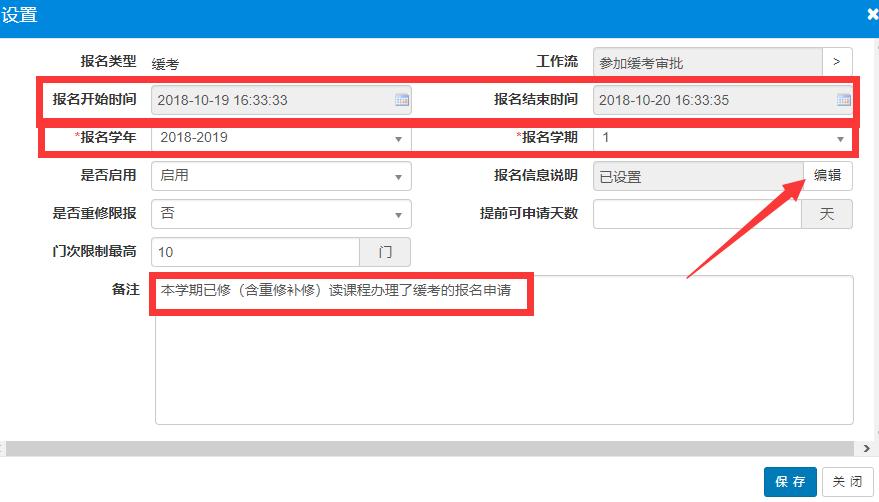 设置
报名类型 缓考 工作流 参加缓考审批 >
报名开始时间 2018-10-19 16:33:33 报名结束时间 2018-10-20 16:33:35
*报名学年 2018-2019 *报名学期 1
是否启用 启用 报名信息说明 已设置 编辑
是否重修限报 否 提前可申请天数 天
门次限制最高 10 门
备注 本学期已修（含重修补修）读课程办理了缓考的报名申请
保存 关闭